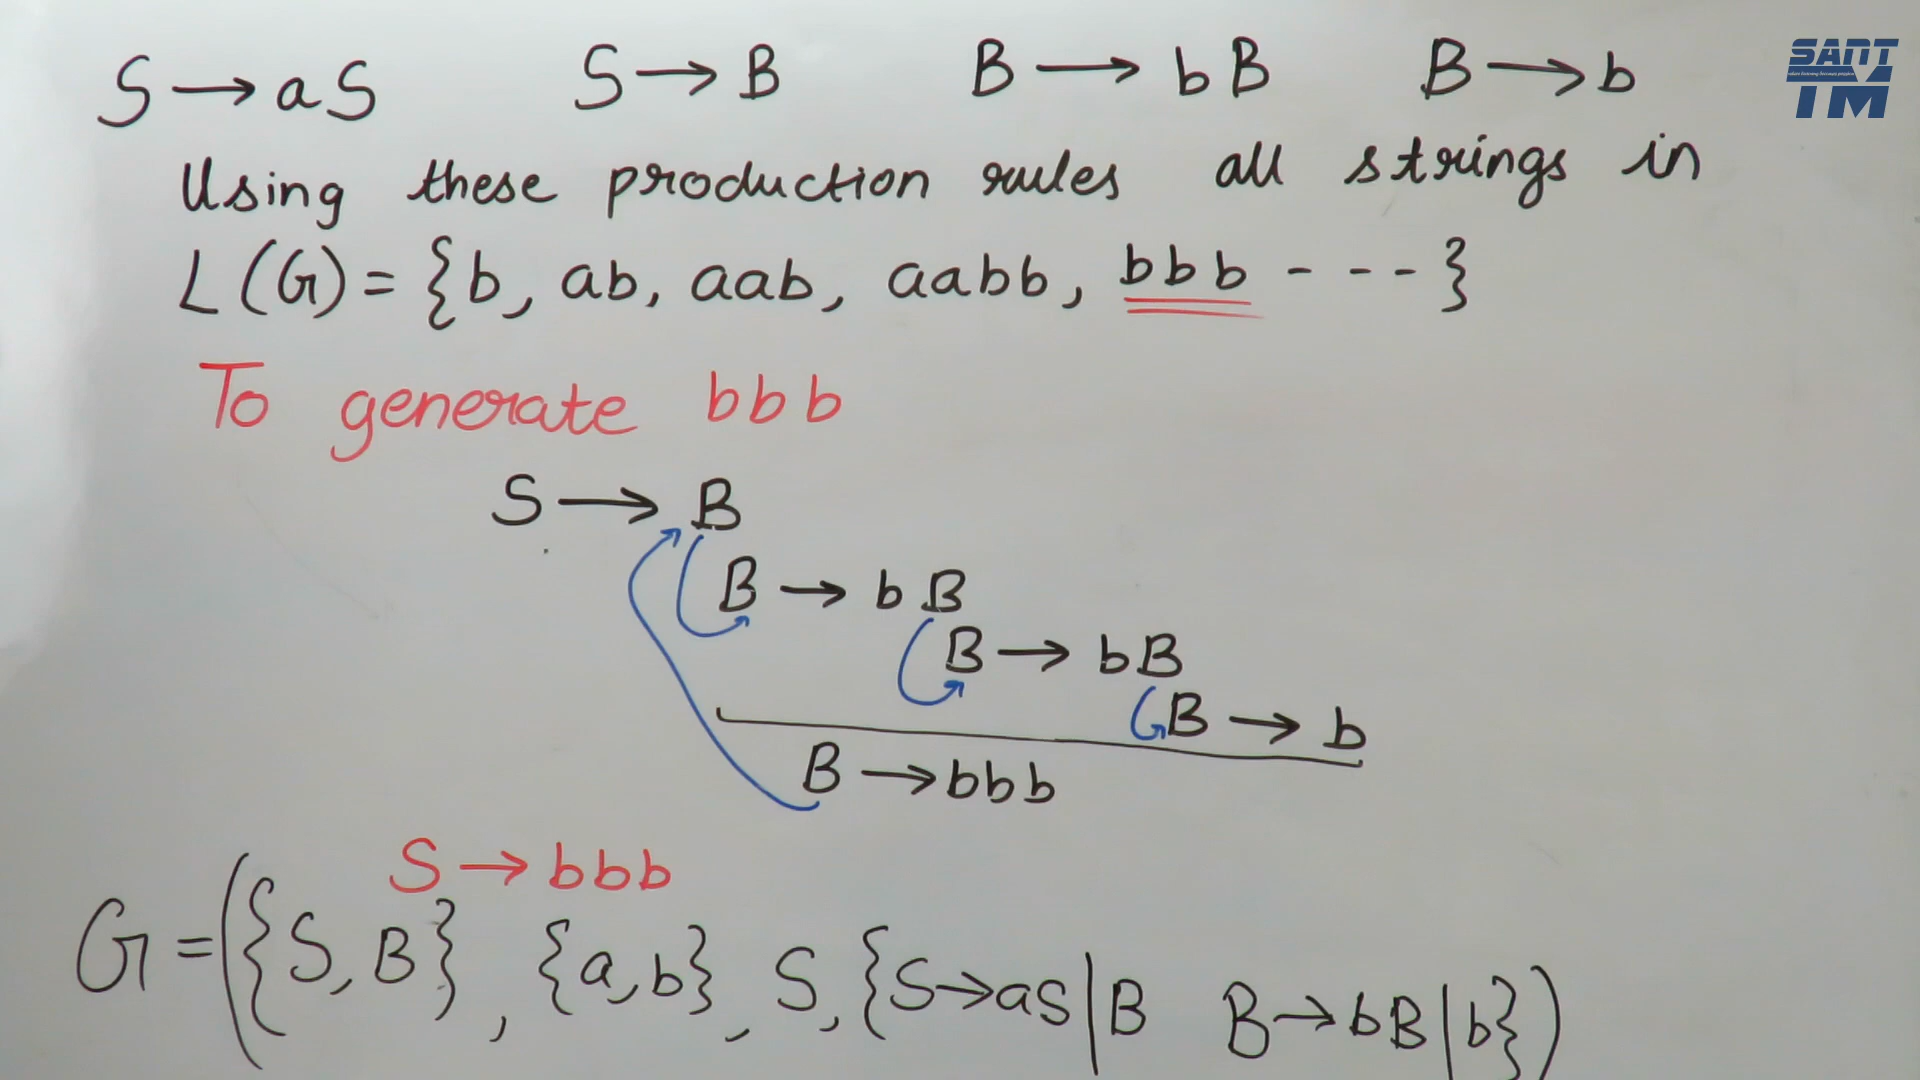 S → aS S → B B → bB B → b
SANT
TM
Using these production rules all strings in
L(G) = {b, ab, aab, aabb, bbb - - - -}
To generate bbb
S → B
B → bB
B → bB
B → b
B → bbb
S → bbb
G = ({S, B}, {a, b}, S, {S → aS | B B → bB | b})